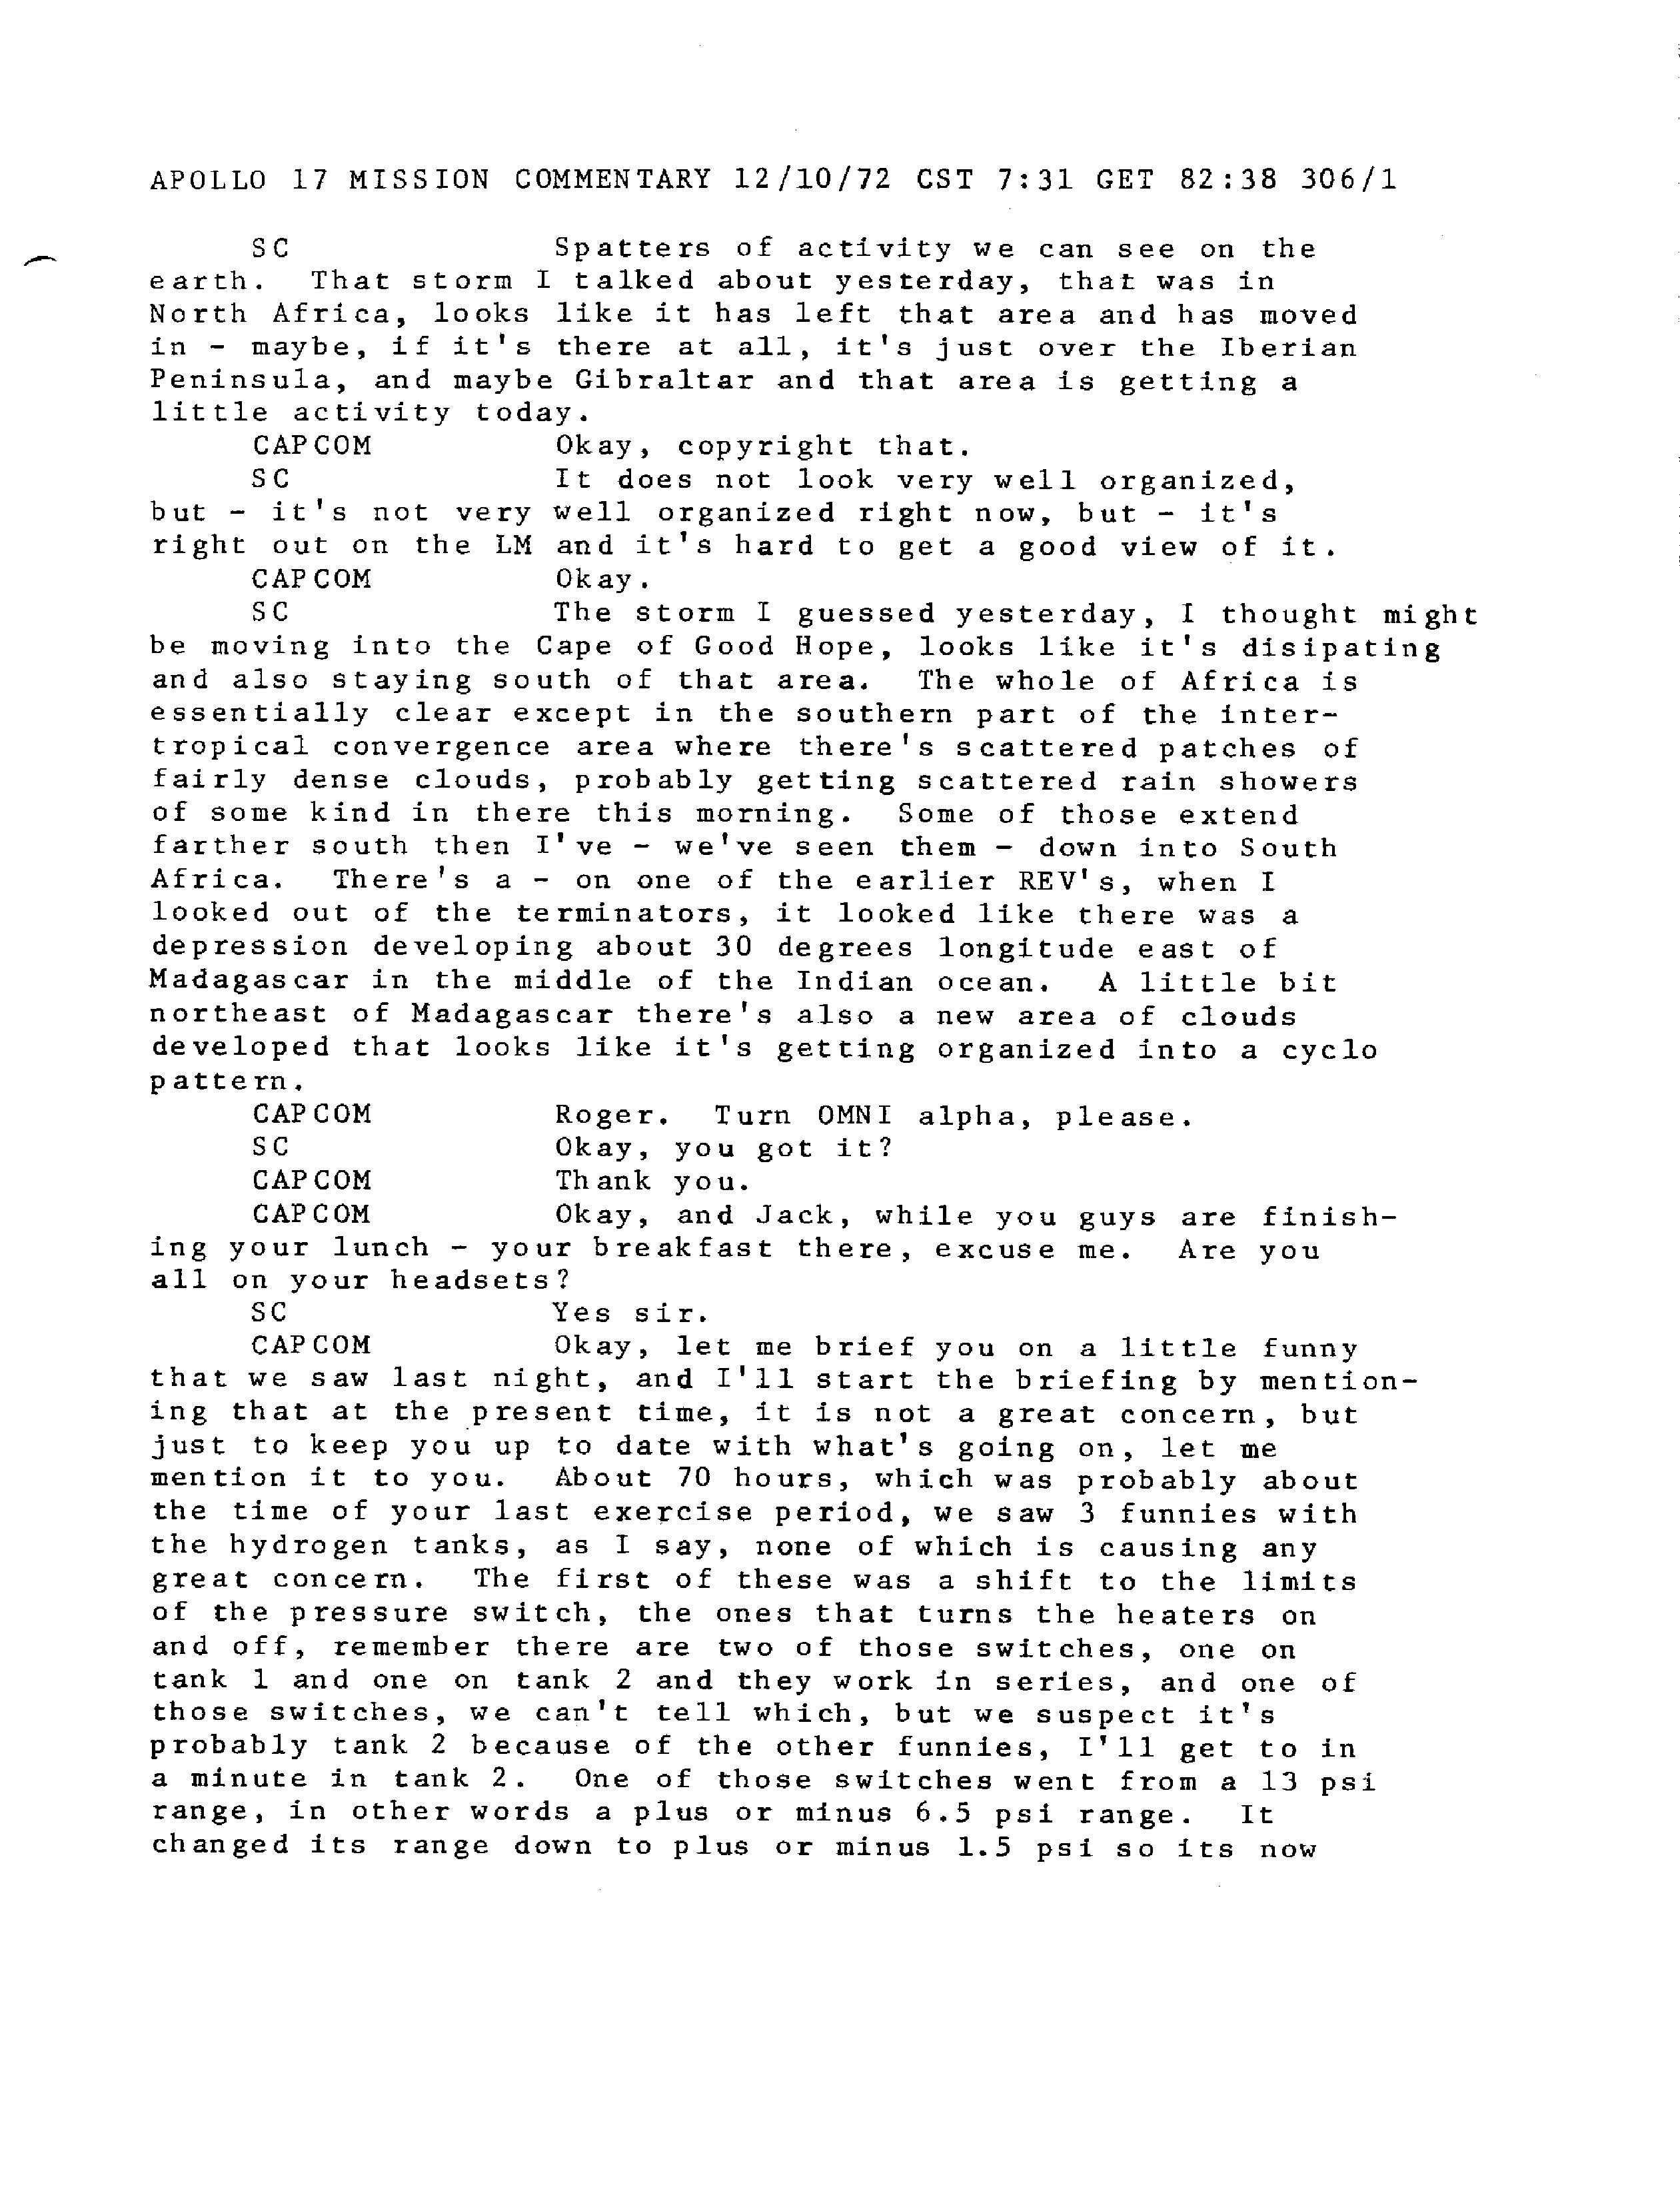 APOLLO 17 MISSION COMMENTARY 12/10/72 CST 7:31 GET 82:38 306/1
SC Spatters of activity we can see on the
earth. That storm I talked about yesterday, that was in
North Africa, looks like it has left that area and has moved
in - maybe, if it's there at all, it's just over the Iberian
Peninsula, and maybe Gibraltar and that area is getting a
little activity today.
CAPCOM Okay, copyright that.
SC It does not look very well organized,
but - it's not very well organized right now, but - it's
right out on the LM and it's hard to get a good view of it.
CAPCOM Okay.
SC The storm I guessed yesterday, I thought might
be moving into the Cape of Good Hope, looks like it's disipating
and also staying south of that area. The whole of Africa is
essentially clear except in the southern part of the inter-
tropical convergence area where there's scattered patches of
fairly dense clouds, probably getting scattered rain showers
of some kind in there this morning. Some of those extend
farther south then I've - we've seen them - down into South
Africa. There's a - on one of the earlier REV's, when I
looked out of the terminators, it looked like there was a
depression developing about 30 degrees longitude east of
Madagascar in the middle of the Indian ocean. A little bit
northeast of Madagascar there's also a new area of clouds
developed that looks like it's getting organized into a cyclo
pattern.
CAPCOM Roger. Turn OMNI alpha, please.
SC Okay, you got it?
CAPCOM Thank you.
CAPCOM Okay, and Jack, while you guys are finish-
ing your lunch - your breakfast there, excuse me. Are you
all on your headsets?
SC Yes sir.
CAPCOM Okay, let me brief you on a little funny
that we saw last night, and I'll start the briefing by mention-
ing that at the present time, it is not a great concern, but
just to keep you up to date with what's going on, let me
mention it to you. About 70 hours, which was probably about
the time of your last exercise period, we saw 3 funnies with
the hydrogen tanks, as I say, none of which is causing any
great concern. The first of these was a shift to the limits
of the pressure switch, the ones that turns the heaters on
and off, remember there are two of those switches, one on
tank 1 and one on tank 2 and they work in series, and one of
those switches, we can't tell which, but we suspect it's
probably tank 2 because of the other funnies, I'll get to in
a minute in tank 2. One of those switches went from a 13 psi
range, in other words a plus or minus 6.5 psi range. It
changed its range down to plus or minus 1.5 psi so its now